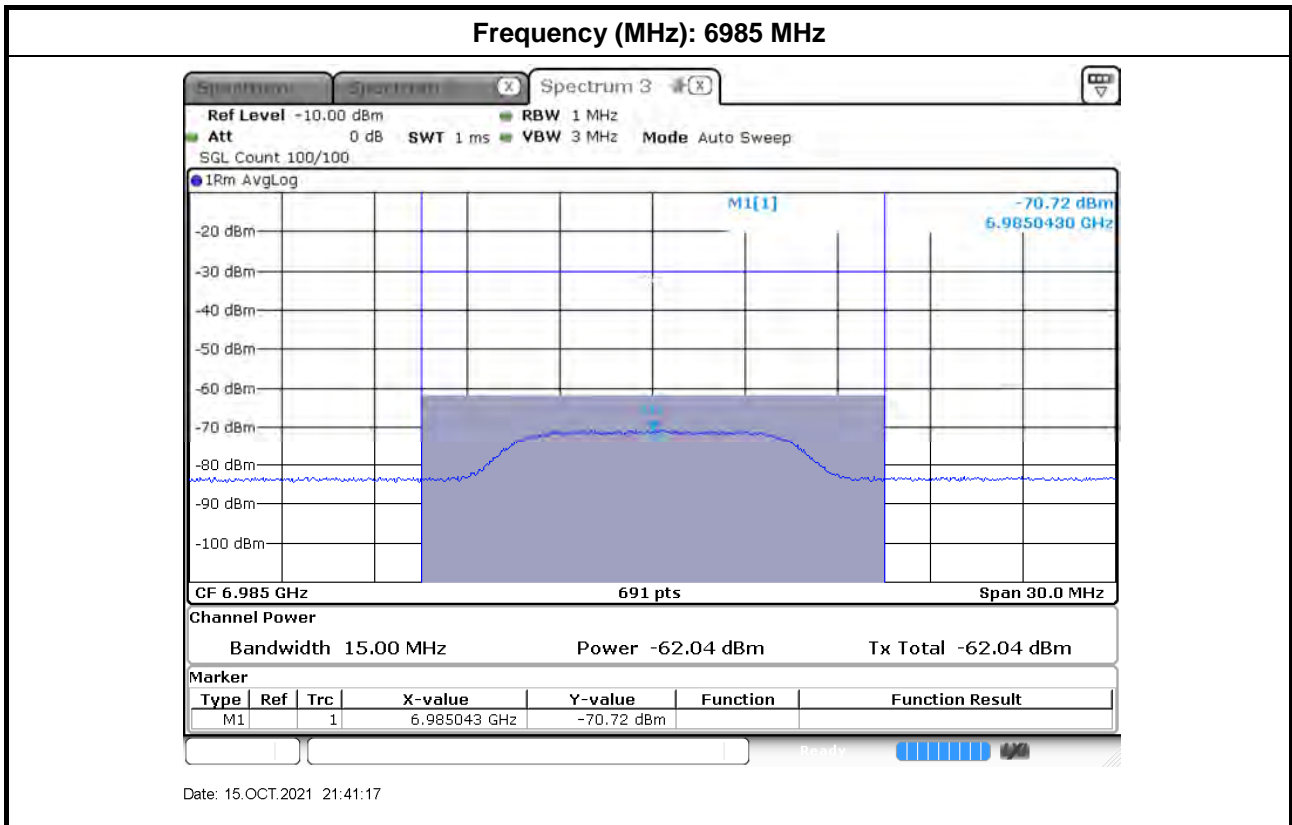 Frequency (MHz): 6985 MHz
Spectrum 3
Ref Level -10.00 dBm RBW 1 MHz
Att 0 dB SWT 1 ms VBW 3 MHz Mode Auto Sweep
SGL Count 100/100
1Rm AvgLog
M1[1] -70.72 dBm
6.9850430 GHz
-20 dBm
-30 dBm
-40 dBm
-50 dBm
-60 dBm
-70 dBm
-80 dBm
-90 dBm
-100 dBm
CF 6.985 GHz 691 pts Span 30.0 MHz
Channel Power
Bandwidth 15.00 MHz Power -62.04 dBm Tx Total -62.04 dBm
Marker
Type Ref Trc X-value Y-value Function Function Result
M1 1 6.985043 GHz -70.72 dBm
Ready
Date: 15.OCT.2021 21:41:17